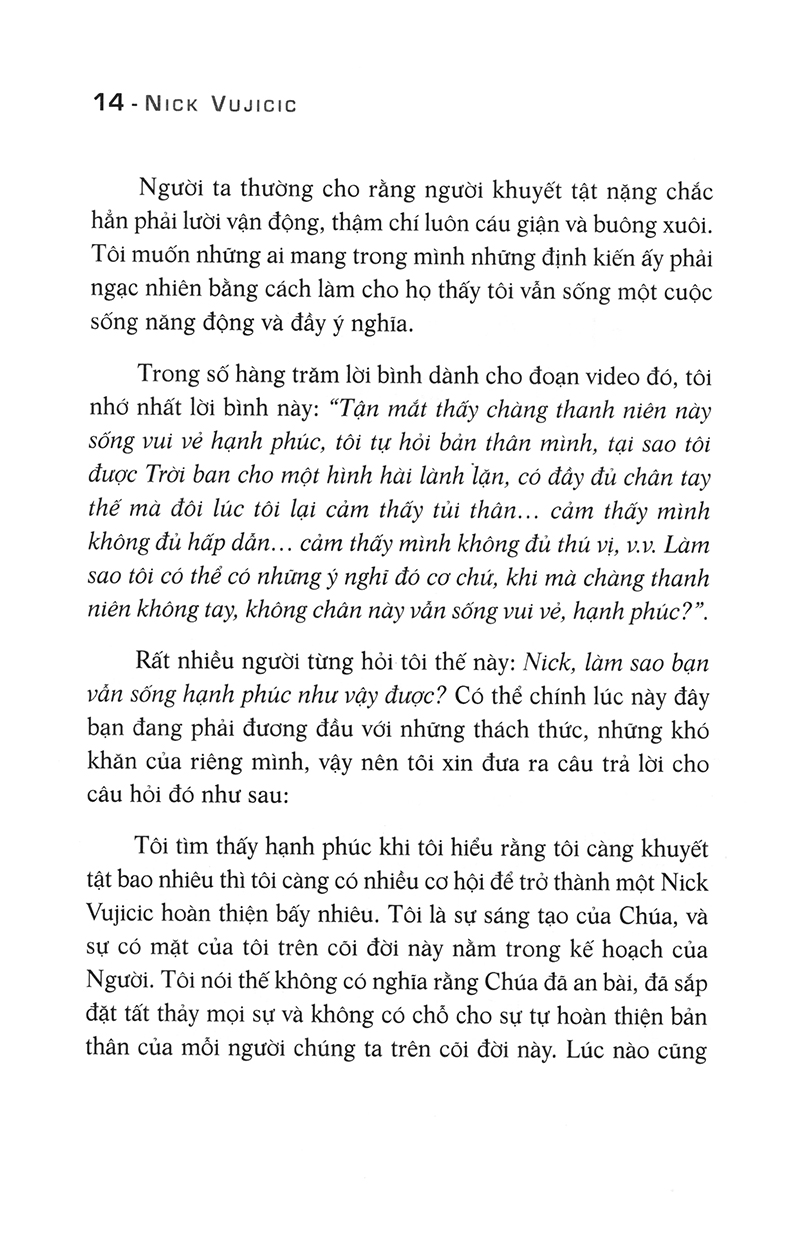 14 - NICK VUJICIC
Người ta thường cho rằng người khuyết tật nặng chắc
hẳn phải lười vận động, thậm chí luôn cáu giận và buông xuôi.
Tôi muốn những ai mang trong mình những định kiến ấy phải
ngạc nhiên bằng cách làm cho họ thấy tôi vẫn sống một cuộc
sống năng động và đầy ý nghĩa.
Trong số hàng trăm lời bình dành cho đoạn video đó, tôi
nhớ nhất lời bình này: “Tận mắt thấy chàng thanh niên này
sống vui vẻ hạnh phúc, tôi tự hỏi bản thân mình, tại sao tôi
được Trời ban cho một hình hài lành lặn, có đầy đủ chân tay
thế mà đôi lúc tôi lại cảm thấy tủi thân… cảm thấy mình
không đủ hấp dẫn… cảm thấy mình không đủ thú vị, v.v. Làm
sao tôi có thể có những ý nghĩ đó cơ chứ, khi mà chàng thanh
niên không tay, không chân này vẫn sống vui vẻ, hạnh phúc?”.
Rất nhiều người từng hỏi tôi thế này: Nick, làm sao bạn
vẫn sống hạnh phúc như vậy được? Có thể chính lúc này đây
bạn đang phải đương đầu với những thách thức, những khó
khăn của riêng mình, vậy nên tôi xin đưa ra câu trả lời cho
câu hỏi đó như sau:
Tôi tìm thấy hạnh phúc khi tôi hiểu rằng tôi càng khuyết
tật bao nhiêu thì tôi càng có nhiều cơ hội để trở thành một Nick
Vujicic hoàn thiện bấy nhiêu. Tôi là sự sáng tạo của Chúa, và
sự có mặt của tôi trên cõi đời này nằm trong kế hoạch của
Người. Tôi nói thế không có nghĩa rằng Chúa đã an bài, đã sắp
đặt tất thảy mọi sự và không có chỗ cho sự tự hoàn thiện bản
thân của mỗi người chúng ta trên cõi đời này. Lúc nào cũng